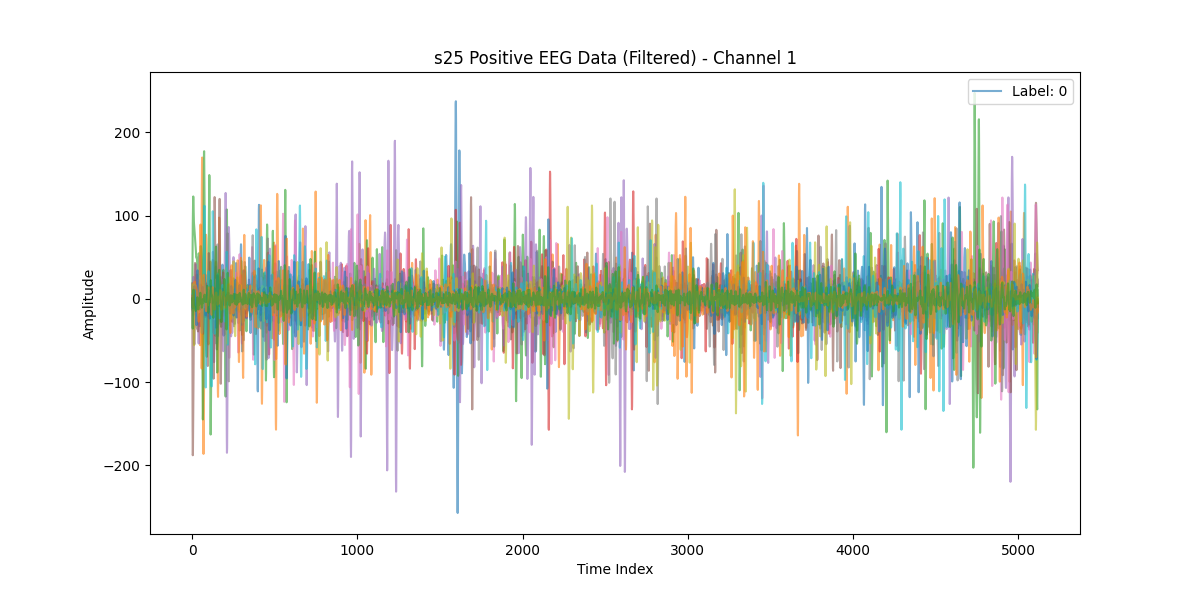 s25 Positive EEG Data (Filtered) - Channel 1
Label: 0
200
100
0
−100
−200
Amplitude
0 1000 2000 3000 4000 5000
Time Index